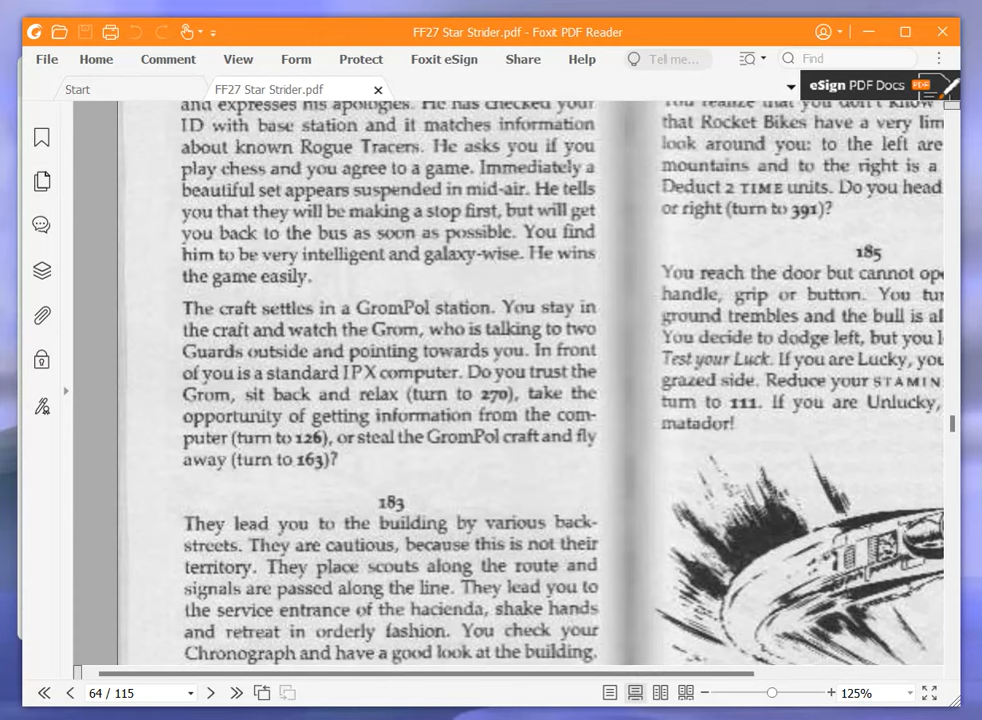 FF27 Star Strider.pdf - Foxit PDF Reader
File
Home
Comment
View
Form
Protect
Foxit eSign
Share
Help
Tell me...
Find
Start
FF27 Star Strider.pdf
eSign PDF Docs
PDF
and expresses his apologies. He has checked your
ID with base station and it matches information
about known Rogue Tracers. He asks you if you
play chess and you agree to a game. Immediately a
beautiful set appears suspended in mid-air. He tells
you that they will be making a stop first, but will get
you back to the bus as soon as possible. You find
him to be very intelligent and galaxy-wise. He wins
the game easily.
The craft settles in a GromPol station. You stay in
the craft and watch the Grom, who is talking to two
Guards outside and pointing towards you. In front
of you is a standard IPX computer. Do you trust the
Grom, sit back and relax (turn to 270), take the
opportunity of getting information from the com-
puter (turn to 126), or steal the GromPol craft and fly
away (turn to 163)?
183
They lead you to the building by various back-
streets. They are cautious, because this is not their
territory. They place scouts along the route and
signals are passed along the line. They lead you to
the service entrance of the hacienda, shake hands
and retreat in orderly fashion. You check your
Chronograph and have a good look at the building.
You realize that you don't know
that Rocket Bikes have a very lim
look around you: to the left are
mountains and to the right is a
Deduct 2 TIME units. Do you head
or right (turn to 391)?
185
You reach the door but cannot ope
handle, grip or button. You tur
ground trembles and the bull is al
You decide to dodge left, but you l
Test your Luck. If you are Lucky, you
grazed side. Reduce your STAMIN
turn to 111. If you are Unlucky,
matador!
64 / 115
125%